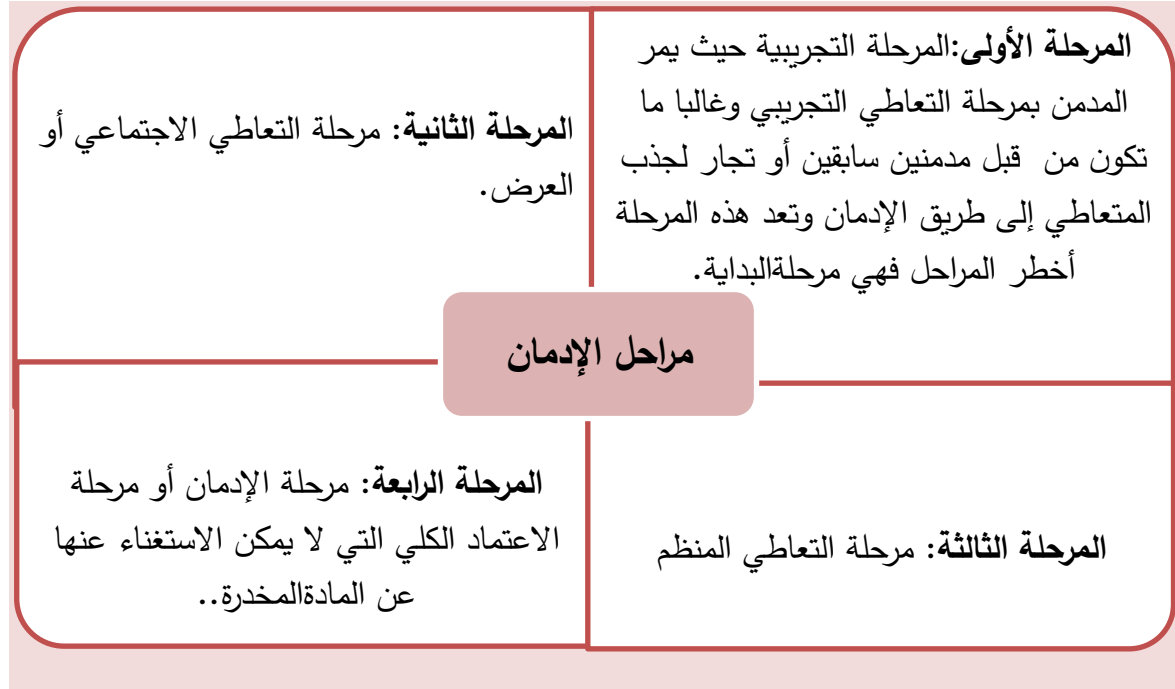 المرحلة الأولى:المرحلة التجريبية حيث يمر
المدمن بمرحلة التعاطي التجريبي وغالبا ما
تكون من قبل مدمنين سابقين أو تجار لجذب
المتعاطي إلى طريق الإدمان وتعد هذه المرحلة
أخطر المراحل فهي مرحلةالبداية.
المرحلة الثانية: مرحلة التعاطي الاجتماعي أو
العرض.
مراحل الإدمان
المرحلة الثالثة: مرحلة التعاطي المنظم
المرحلة الرابعة: مرحلة الإدمان أو مرحلة
الاعتماد الكلي التي لا يمكن الاستغناء عنها
عن المادةالمخدرة..